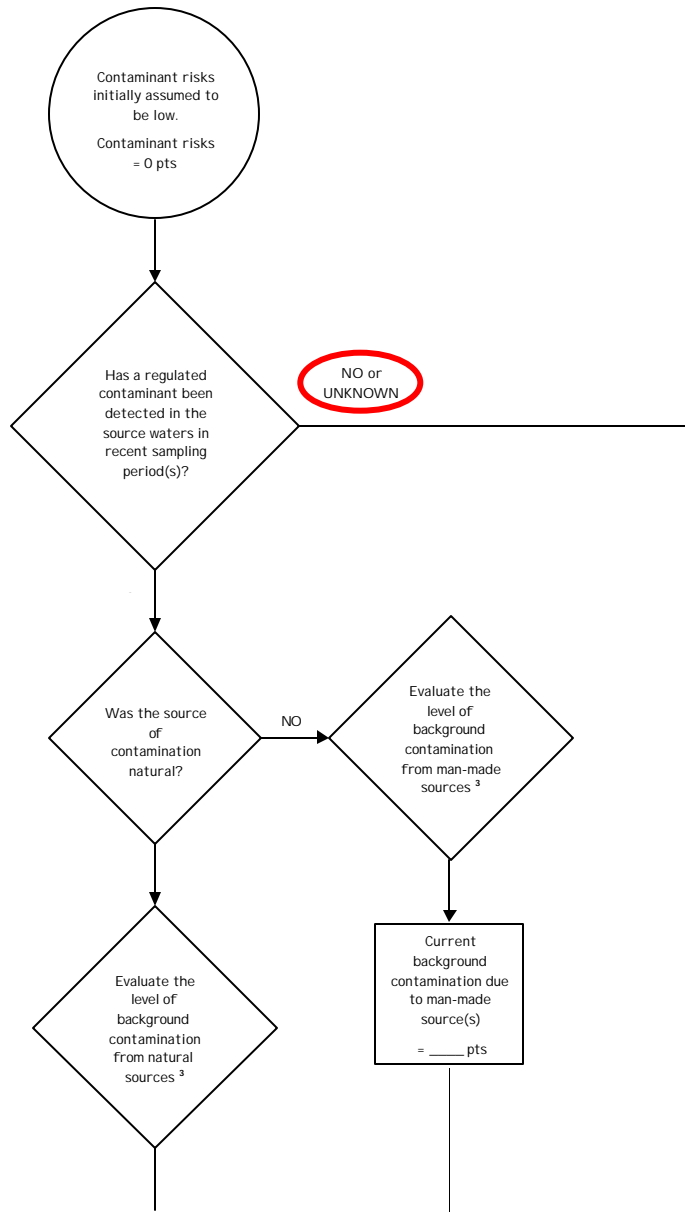 Contaminant risks
initially assumed to
be low.
Contaminant risks
= 0 pts
Has a regulated
contaminant been
detected in the
source waters in
recent sampling
period(s)?
NO or
UNKNOWN
Was the source
of
contamination
natural?
NO
Evaluate the
level of
background
contamination
from man-made
sources ³
Evaluate the
level of
background
contamination
from natural
sources ³
Current
background
contamination due
to man-made
source(s)
= _____ pts